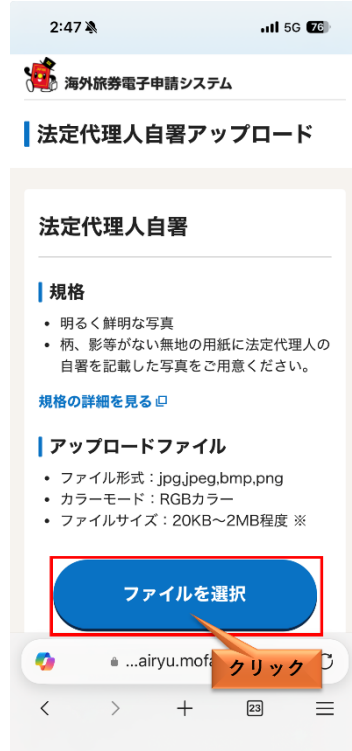 2:47 5G 76
海外旅券電子申請システム
法定代理人自署アップロード
法定代理人自署
規格
• 明るく鮮明な写真
• 柄、影等がない無地の用紙に法定代理人の
自署を記載した写真をご用意ください。
規格の詳細を見る
アップロードファイル
• ファイル形式：jpg,jpeg,bmp,png
• カラーモード：RGBカラー
• ファイルサイズ：20KB～2MB程度 ※
ファイルを選択
...airyu.mofa
クリック
23